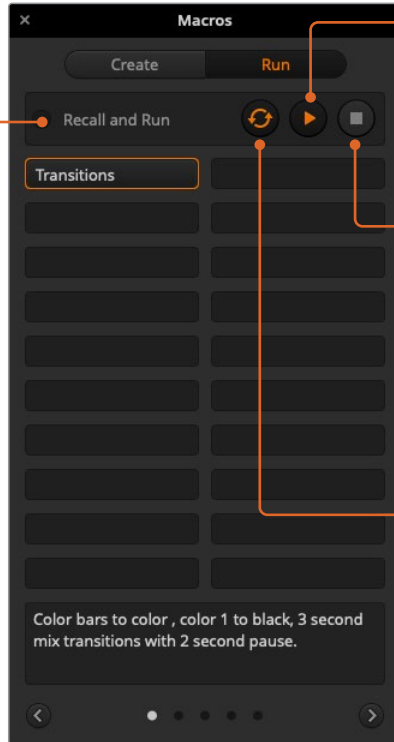 Macros
Create Run
Recall and Run
Transitions
Color bars to color , color 1 to black, 3 second
mix transitions with 2 second pause.